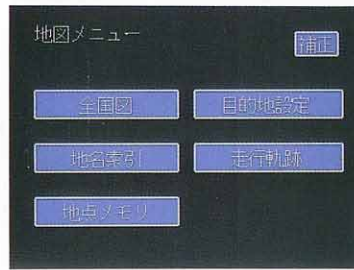 地図メニュー
補正
全国図
目的地設定
地名索引
走行軌跡
地点メモリ